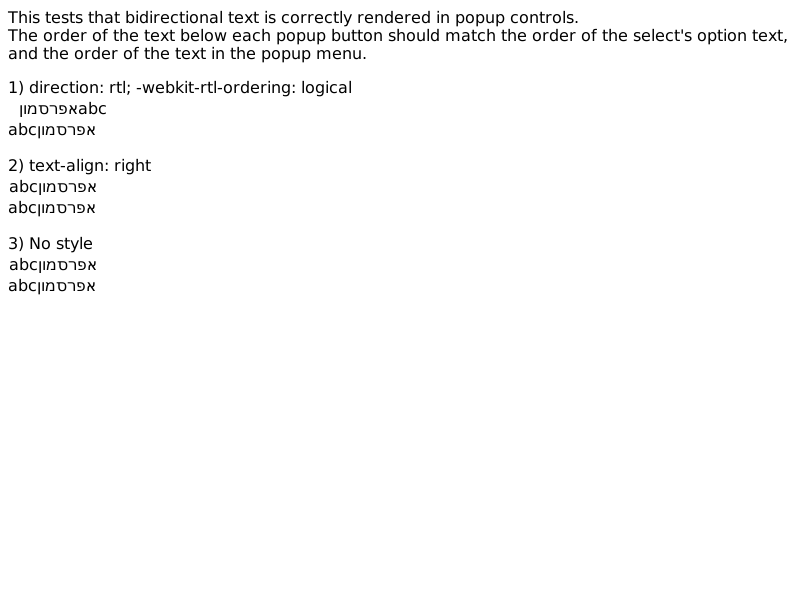 This tests that bidirectional text is correctly rendered in popup controls.
The order of the text below each popup button should match the order of the select's option text,
and the order of the text in the popup menu.
1) direction: rtl; -webkit-rtl-ordering: logical
אפרסמוןabc
abcאפרסמון
2) text-align: right
abcאפרסמון
abcאפרסמון
3) No style
abcאפרסמון
abcאפרסמון